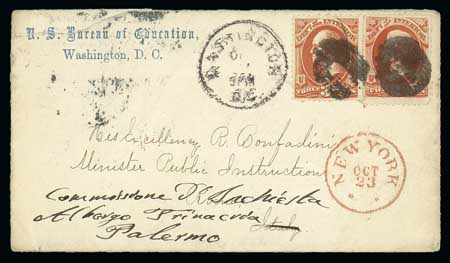 U. S. Bureau of Education,
Washington, D. C.
WASHINGTON
D.C.
NEW YORK
OCT
23
His Excellency R. Bonfadini
Minister Public Instruction
Commissione
Albergo Trinacria
Palermo
Italy